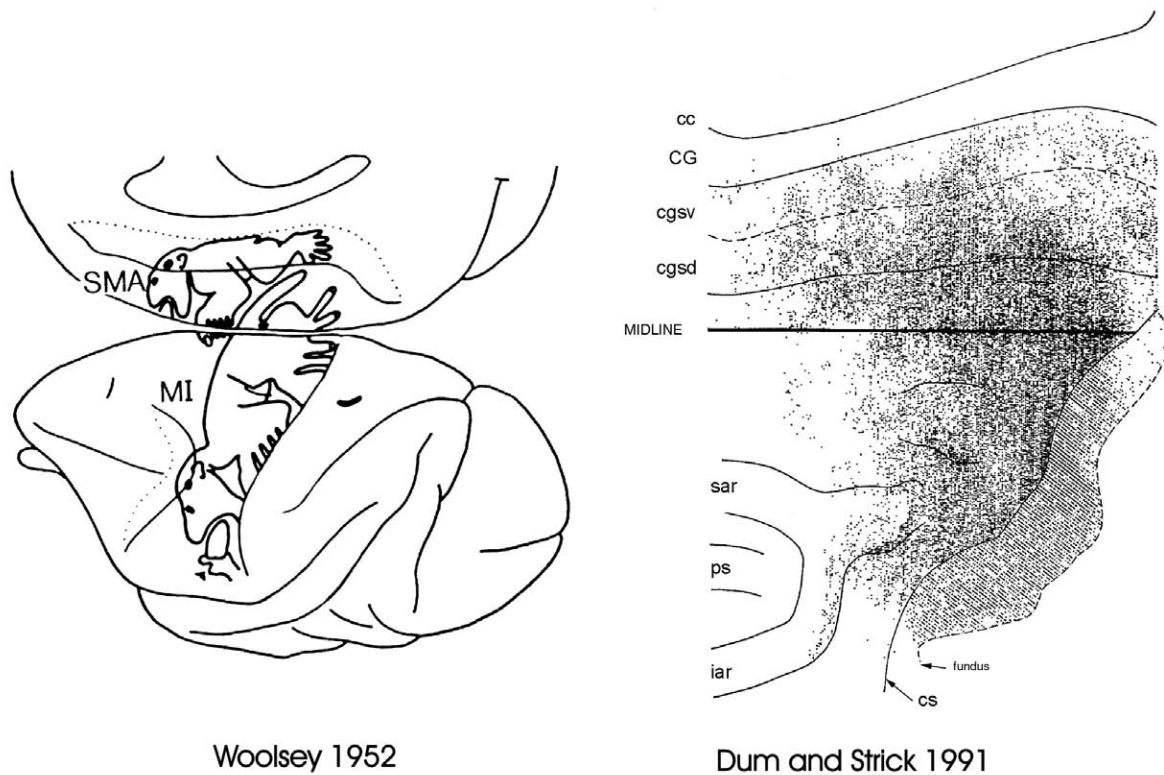 SMA
MI
Woolsey 1952
cc
CG
cgsv
cgsd
MIDLINE
sar
ps
iar
fundus
cs
Dum and Strick 1991